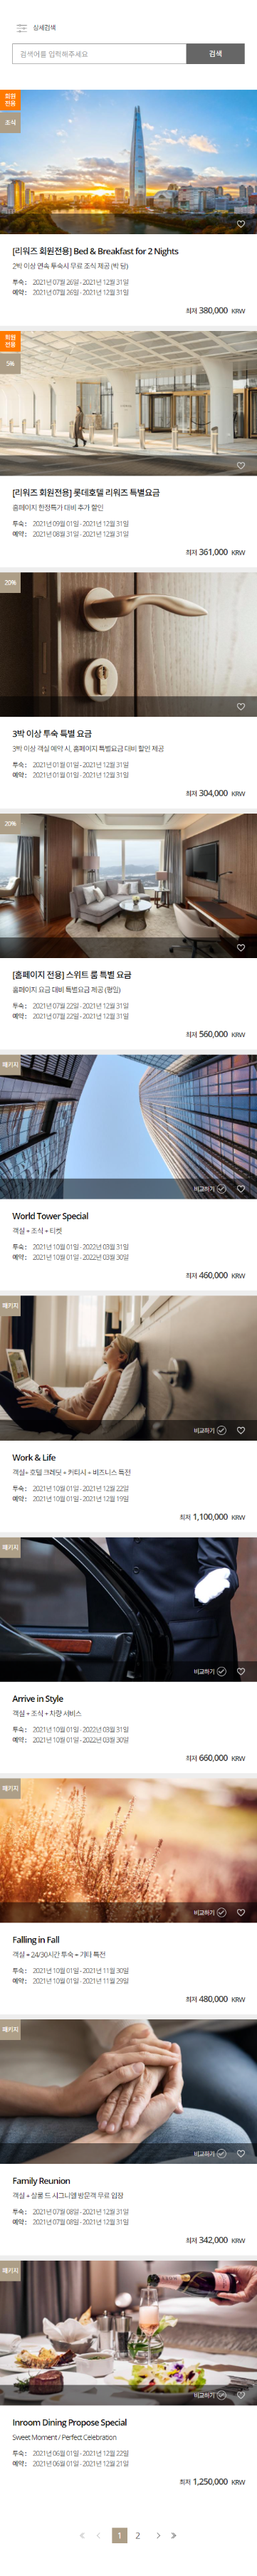 상세검색
검색어를 입력해주세요
검색
회원
전용
조식
[리워즈 회원전용] Bed & Breakfast for 2 Nights
2박 이상 연속 투숙시 무료 조식 제공 (박 당)
투숙 : 2021년 07월 26일 - 2021년 12월 31일
예약 : 2021년 07월 26일 - 2021년 12월 31일
최저 380,000 KRW
회원
전용
5%
[리워즈 회원전용] 롯데호텔 리워즈 특별요금
홈페이지 한정특가 대비 추가 할인
투숙 : 2021년 09월 01일 - 2021년 12월 31일
예약 : 2021년 08월 31일 - 2021년 12월 31일
최저 361,000 KRW
20%
3박 이상 투숙 특별 요금
3박 이상 객실 예약 시, 홈페이지 특별요금 대비 할인 제공
투숙 : 2021년 01월 01일 - 2021년 12월 31일
예약 : 2021년 01월 01일 - 2021년 12월 31일
최저 304,000 KRW
20%
[홈페이지 전용] 스위트 룸 특별 요금
홈페이지 요금 대비 특별요금 제공 (평일)
투숙 : 2021년 07월 22일 - 2021년 12월 31일
예약 : 2021년 07월 22일 - 2021년 12월 31일
최저 560,000 KRW
패키지
비교하기
World Tower Special
객실 + 조식 + 티켓
투숙 : 2021년 10월 01일 - 2022년 03월 31일
예약 : 2021년 10월 01일 - 2022년 03월 30일
최저 460,000 KRW
패키지
비교하기
Work & Life
객실+ 호텔 크레딧 + 커피시 + 비즈니스 특전
투숙 : 2021년 10월 01일 - 2021년 12월 22일
예약 : 2021년 10월 01일 - 2021년 12월 19일
최저 1,100,000 KRW
패키지
비교하기
Arrive in Style
객실 + 조식 + 차량 서비스
투숙 : 2021년 10월 01일 - 2022년 03월 31일
예약 : 2021년 10월 01일 - 2022년 03월 30일
최저 660,000 KRW
패키지
비교하기
Falling in Fall
객실 + 24/30시간 투숙 + 기타 특전
투숙 : 2021년 10월 01일 - 2021년 11월 30일
예약 : 2021년 10월 01일 - 2021년 11월 29일
최저 480,000 KRW
패키지
비교하기
Family Reunion
객실 + 살롱 드 시그니엘 방문객 무료 입장
투숙 : 2021년 07월 08일 - 2021년 12월 31일
예약 : 2021년 07월 08일 - 2021년 12월 31일
최저 342,000 KRW
패키지
비교하기
Inroom Dining Propose Special
Sweet Moment / Perfect Celebration
투숙 : 2021년 06월 01일 - 2021년 12월 22일
예약 : 2021년 06월 01일 - 2021년 12월 21일
최저 1,250,000 KRW
1 2